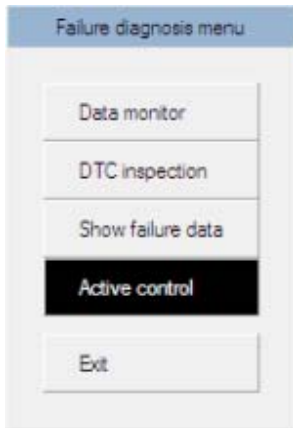 Failure diagnosis menu
Data monitor
DTC inspection
Show failure data
Active control
Exit